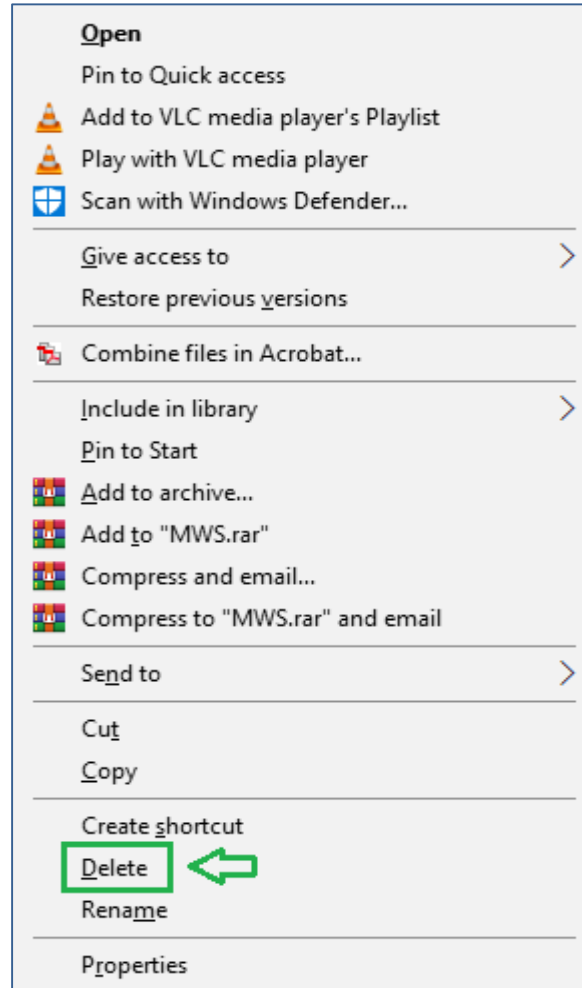 Open
Pin to Quick access
Add to VLC media player's Playlist
Play with VLC media player
Scan with Windows Defender...
Give access to
Restore previous versions
Combine files in Acrobat...
Include in library
Pin to Start
Add to archive...
Add to "MWS.rar"
Compress and email...
Compress to "MWS.rar" and email
Send to
Cut
Copy
Create shortcut
Delete
Rename
Properties